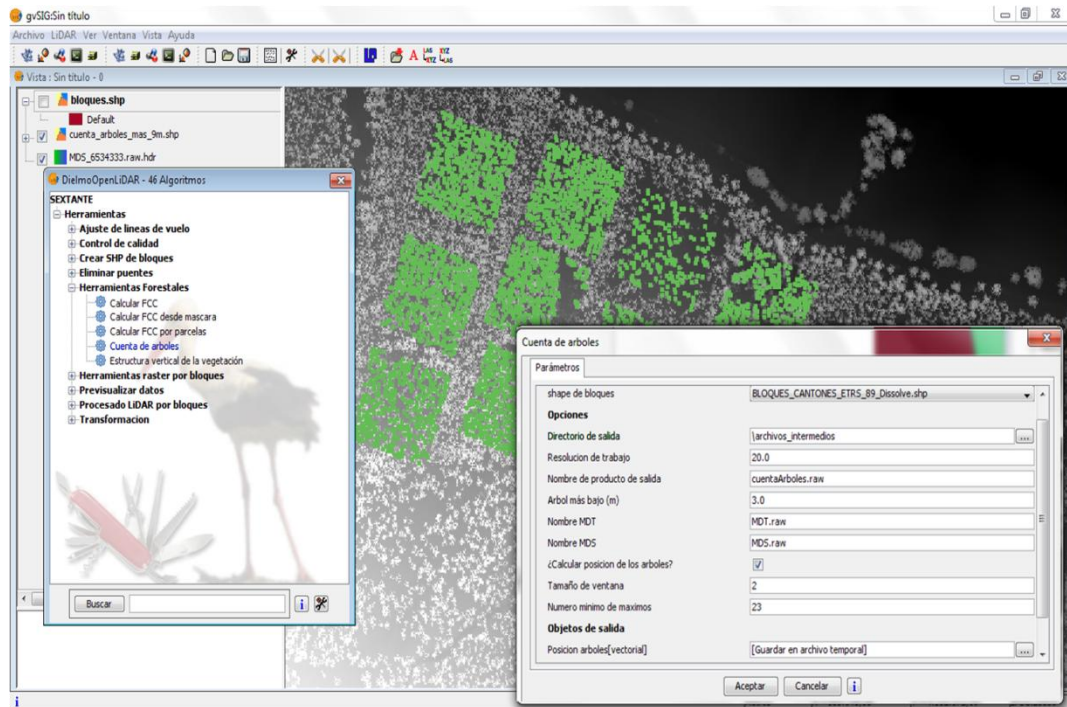 gvSIG:Sin título
Archivo LiDAR Ver Ventana Vista Ayuda
LAS XYZ
XYZ LAS
Vista : Sin título - 0
bloques.shp
Default
cuenta_arboles_mas_9m.shp
MDS_6534333.raw.hdr
DielmoOpenLiDAR - 46 Algoritmos
SEXTANTE
Herramientas
Ajuste de lineas de vuelo
Control de calidad
Crear SHP de bloques
Eliminar puentes
Herramientas Forestales
Calcular FCC
Calcular FCC desde mascara
Calcular FCC por parcelas
Cuenta de arboles
Estructura vertical de la vegetación
Herramientas raster por bloques
Previsualizar datos
Procesado LiDAR por bloques
Transformacion
Buscar
Cuenta de arboles
Parámetros
shape de bloques BLOQUES_CANTONES_ETRS_89_Dissolve.shp
Opciones
Directorio de salida \archivos_intermedios ...
Resolucion de trabajo 20.0
Nombre de producto de salida cuentaArboles.raw
Arbol más bajo (m) 3.0
Nombre MDT MDT.raw
Nombre MDS MDS.raw
¿Calcular posicion de los arboles?
Tamaño de ventana 2
Numero minimo de maximos 23
Objetos de salida
Posicion arboles[vectorial] [Guardar en archivo temporal] ...
Aceptar Cancelar